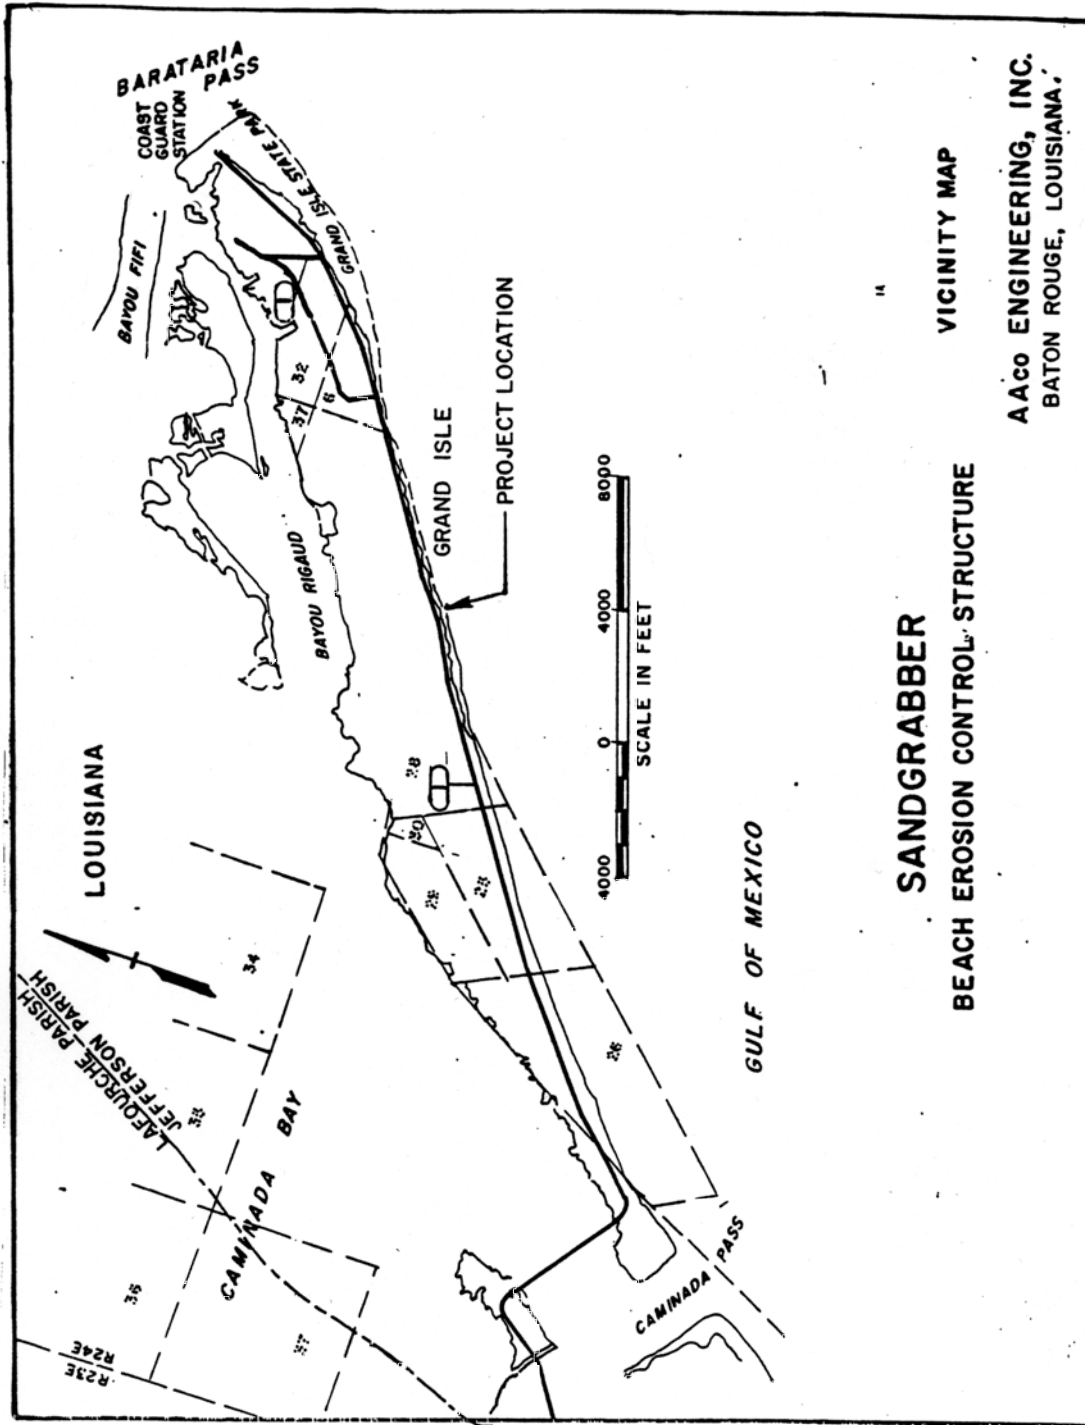 BARATARIA
PASS
COAST
GUARD
STATION
BAYOU FIFI
GRAND ISLE STATE PARK
LOUISIANA
LAFOURCHE PARISH
JEFFERSON PARISH
R23E
R24E
36
35
34
37
CAMINADA BAY
BAYOU RIGAUD
32
37
6
28
30
29
28
26
GRAND ISLE
PROJECT LOCATION
CAMINADA PASS
4000 0 4000 8000
SCALE IN FEET
GULF OF MEXICO
SANDGRABBER
BEACH EROSION CONTROL STRUCTURE
VICINITY MAP
AACO ENGINEERING, INC.
BATON ROUGE, LOUISIANA.